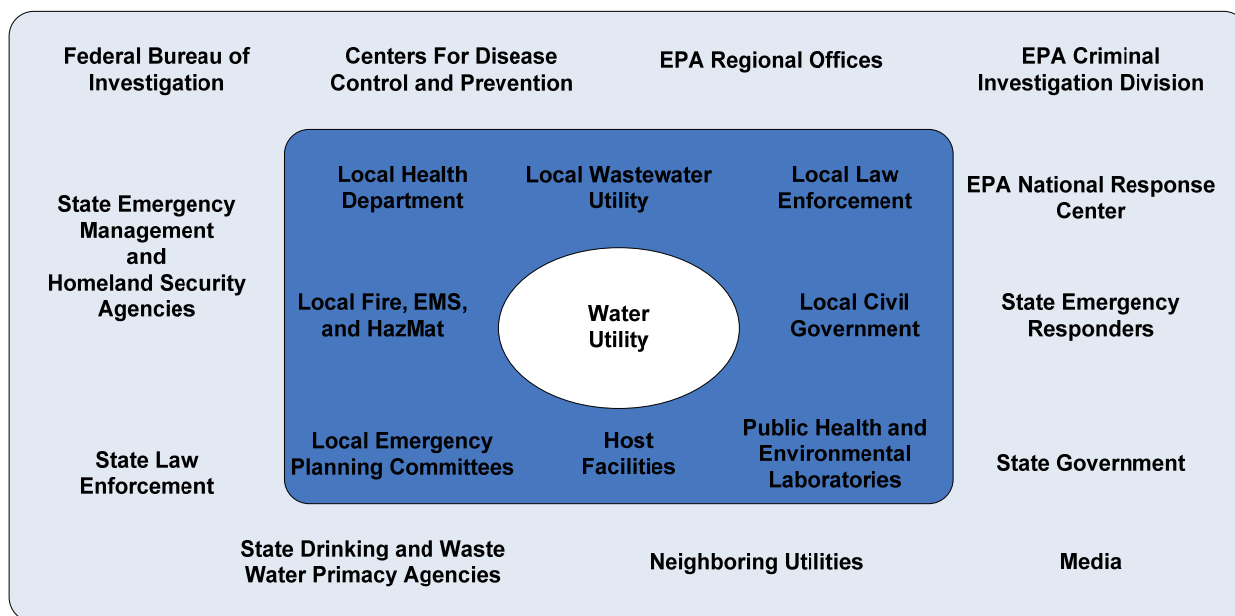 Federal Bureau of
Investigation
Centers For Disease
Control and Prevention
EPA Regional Offices
EPA Criminal
Investigation Division
Local Health
Department
Local Wastewater
Utility
Local Law
Enforcement
EPA National Response
Center
State Emergency
Management
and
Homeland Security
Agencies
Local Fire, EMS,
and HazMat
Water
Utility
Local Civil
Government
State Emergency
Responders
State Law
Enforcement
Local Emergency
Planning Committees
Host
Facilities
Public Health and
Environmental
Laboratories
State Government
State Drinking and Waste
Water Primacy Agencies
Neighboring Utilities
Media